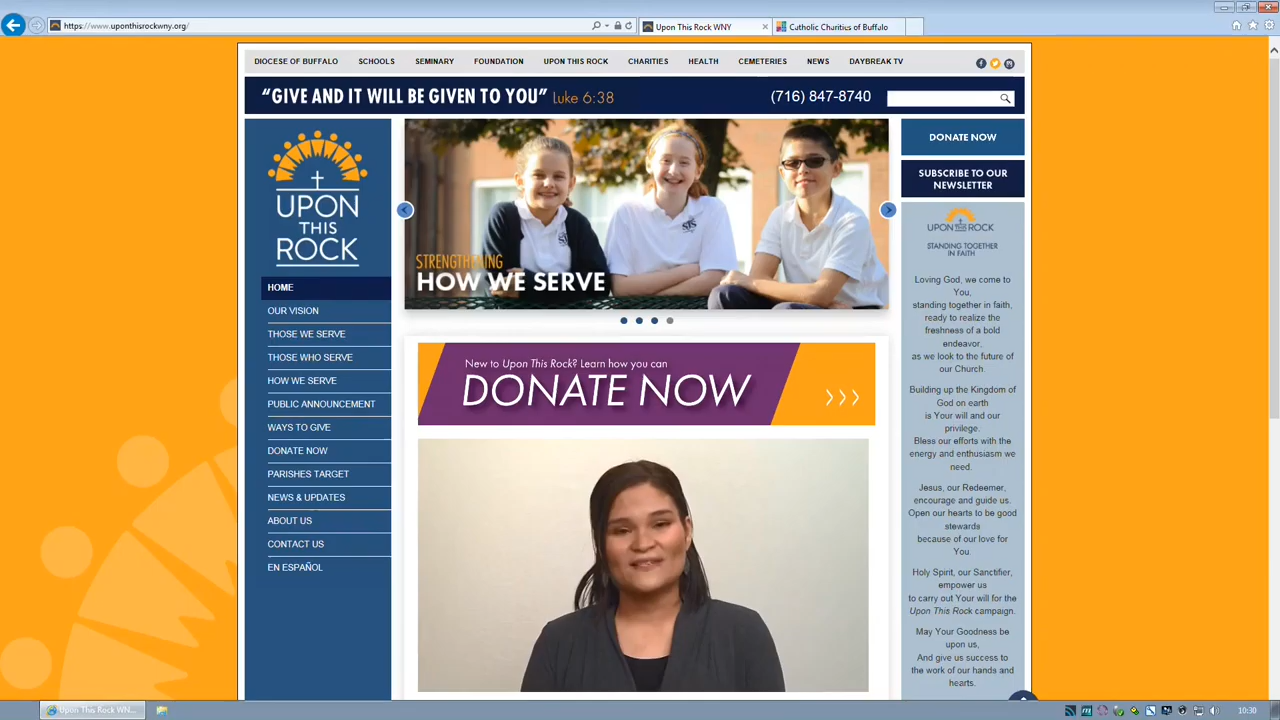 https://www.uponthisrockwny.org/
Upon This Rock WNY
Catholic Charities of Buffalo
DIOCESE OF BUFFALO SCHOOLS SEMINARY FOUNDATION UPON THIS ROCK CHARITIES HEALTH CEMETERIES NEWS DAYBREAK TV
“GIVE AND IT WILL BE GIVEN TO YOU” Luke 6:38
(716) 847-8740
UPON
THIS
ROCK
HOME
OUR VISION
THOSE WE SERVE
THOSE WHO SERVE
HOW WE SERVE
PUBLIC ANNOUNCEMENT
WAYS TO GIVE
DONATE NOW
PARISHES TARGET
NEWS & UPDATES
ABOUT US
CONTACT US
EN ESPAÑOL
STRENGTHENING
HOW WE SERVE
New to Upon This Rock? Learn how you can
DONATE NOW
DONATE NOW
SUBSCRIBE TO OUR
NEWSLETTER
UPON THIS ROCK
STANDING TOGETHER
IN FAITH
Loving God, we come to
You,
standing together in faith,
ready to realize the
freshness of a bold
endeavor,
as we look to the future of
our Church.
Building up the Kingdom of
God on earth
is Your will and our
privilege.
Bless our efforts with the
energy and enthusiasm we
need.
Jesus, our Redeemer,
encourage and guide us.
Open our hearts to be good
stewards
because of our love for
You.
Holy Spirit, our Sanctifier,
empower us
to carry out Your will for the
Upon This Rock campaign.
May Your Goodness be
upon us,
And give us success to
the work of our hands and
hearts.
Upon This Rock WN...
10:30